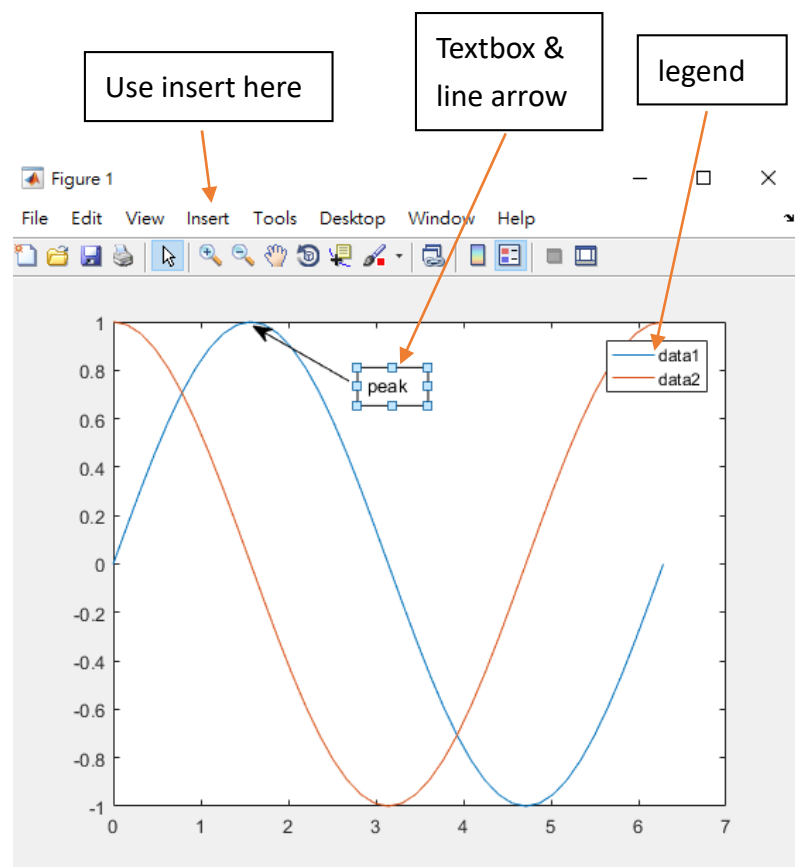 Use insert here
Textbox &
line arrow
legend
Figure 1
File Edit View Insert Tools Desktop Window Help
1
0.8
0.6
0.4
0.2
0
-0.2
-0.4
-0.6
-0.8
-1
peak
data1
data2
0 1 2 3 4 5 6 7